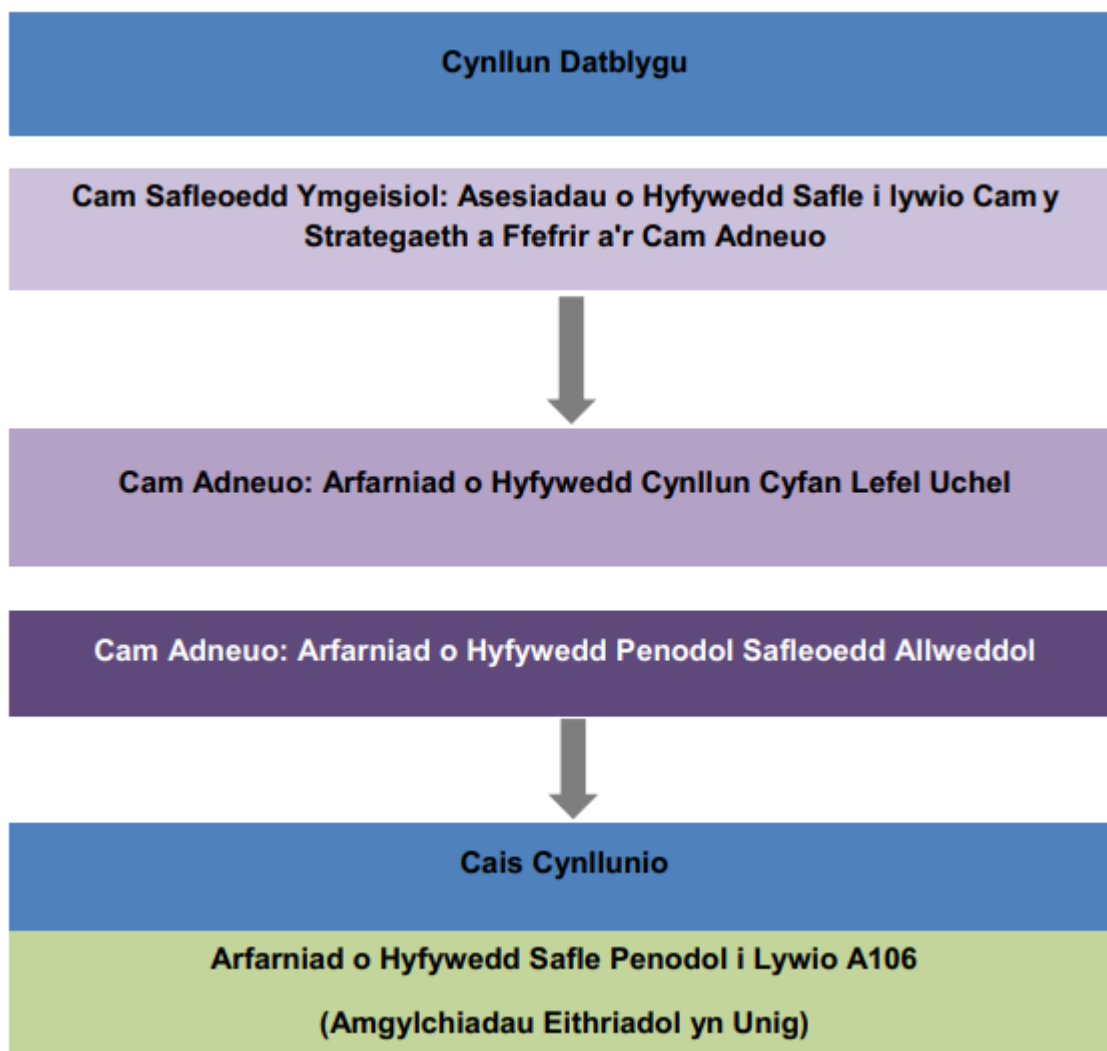 Cynllun Datblygu
Cam Safleoedd Ymgeisiol: Asesiadau o Hyfywedd Safle i lywio Cam y
Strategaeth a Ffefrir a'r Cam Adneuo
Cam Adneuo: Arfarniad o Hyfywedd Cynllun Cyfan Lefel Uchel
Cam Adneuo: Arfarniad o Hyfywedd Penodol Safleoedd Allweddol
Cais Cynllunio
Arfarniad o Hyfywedd Safle Penodol i Lywio A106
(Amgylchiadau Eithriadol yn Unig)